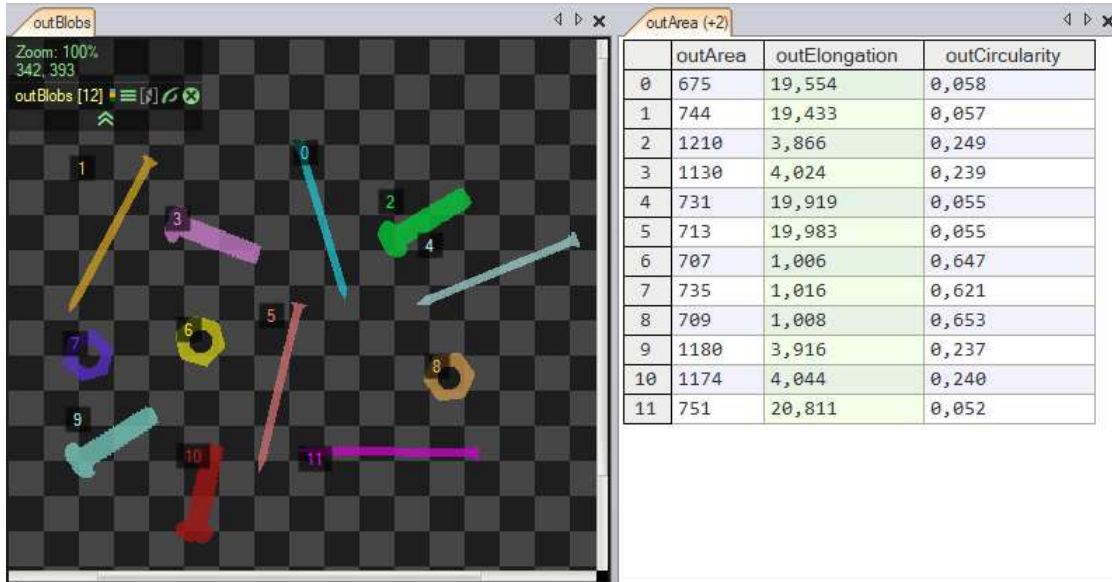 outBlobs
Zoom: 100%
342, 393
outBlobs [12]
1
0
3
2
4
5
7
6
8
9
10
11
outArea (+2)
outArea outElongation outCircularity
0 675 19,554 0,058
1 744 19,433 0,057
2 1210 3,866 0,249
3 1130 4,024 0,239
4 731 19,919 0,055
5 713 19,983 0,055
6 707 1,006 0,647
7 735 1,016 0,621
8 709 1,008 0,653
9 1180 3,916 0,237
10 1174 4,044 0,240
11 751 20,811 0,052